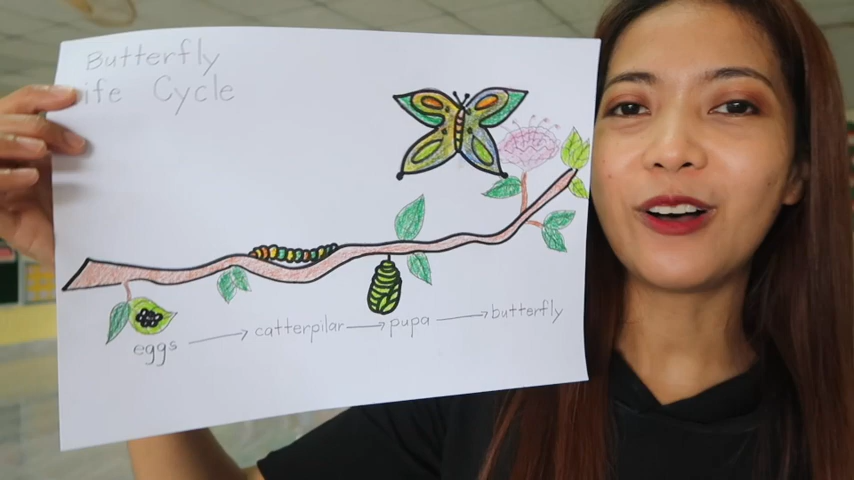 Butterfly
ife Cycle
eggs → catterpilar → pupa → butterfly